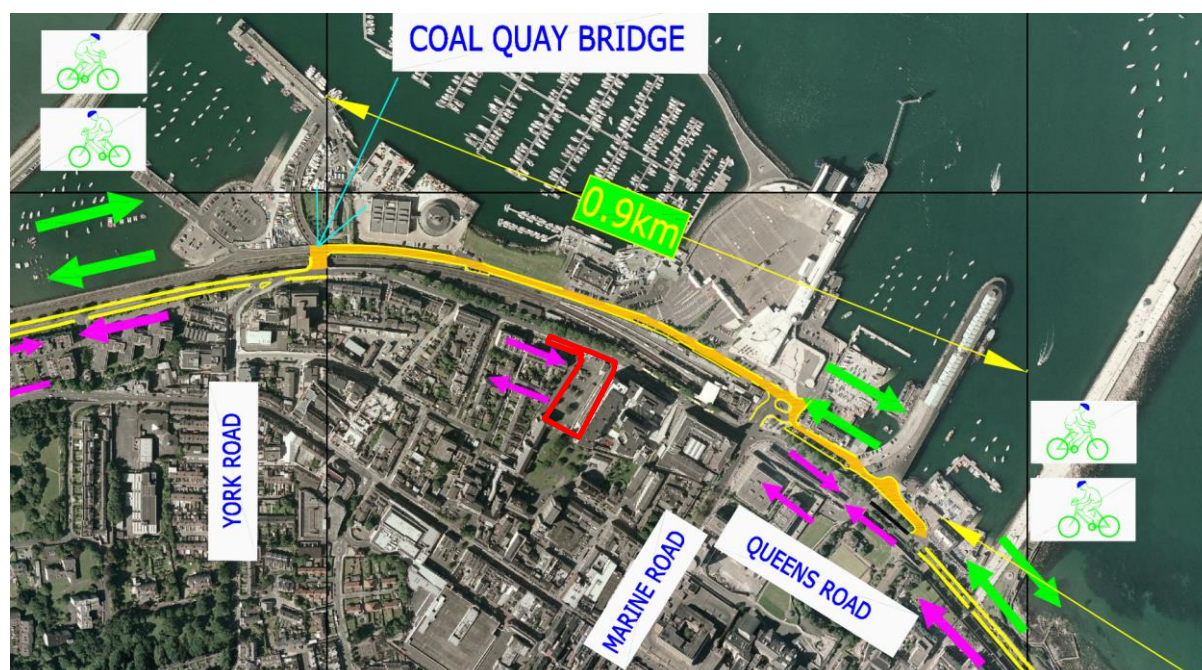 COAL QUAY BRIDGE
0.9km
YORK ROAD
MARINE ROAD
QUEENS ROAD